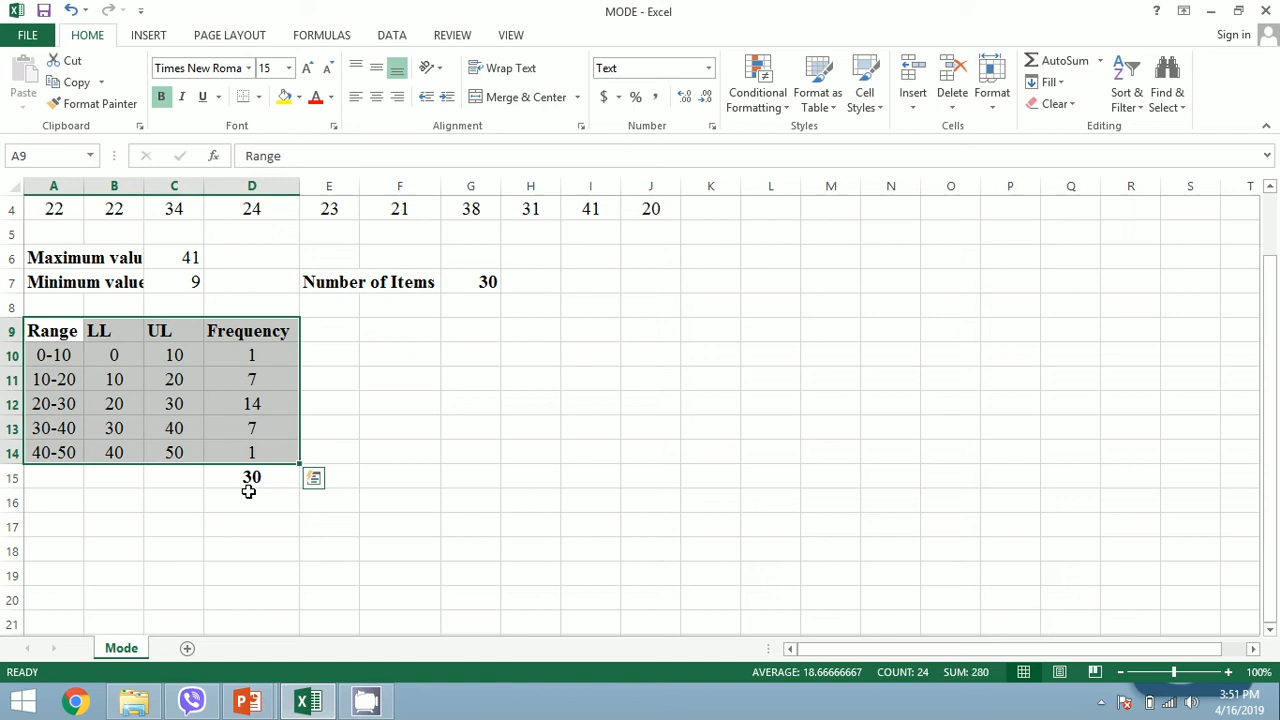 MODE - Excel
?
FILE HOME INSERT PAGE LAYOUT FORMULAS DATA REVIEW VIEW Sign in
Paste Cut Copy Format Painter
Times New Roma 15 A A
B I U A
Wrap Text
Merge & Center
Text
$ % ,
Conditional Formatting
Format as Table
Cell Styles
Insert Delete Format
AutoSum Fill Clear
Sort & Filter
Find & Select
Clipboard Font Alignment Number Styles Cells Editing
A9 fx Range
A B C D E F G H I J K L M N O P Q R S T
4 22 22 34 24 23 21 38 31 41 20
5
6 Maximum valu 41
7 Minimum value 9 Number of Items 30
8
9 Range LL UL Frequency
10 0-10 0 10 1
11 10-20 10 20 7
12 20-30 20 30 14
13 30-40 30 40 7
14 40-50 40 50 1
15 30
16
17
18
19
20
21
Mode
READY AVERAGE: 18.66666667 COUNT: 24 SUM: 280 100%
3:51 PM
4/16/2019